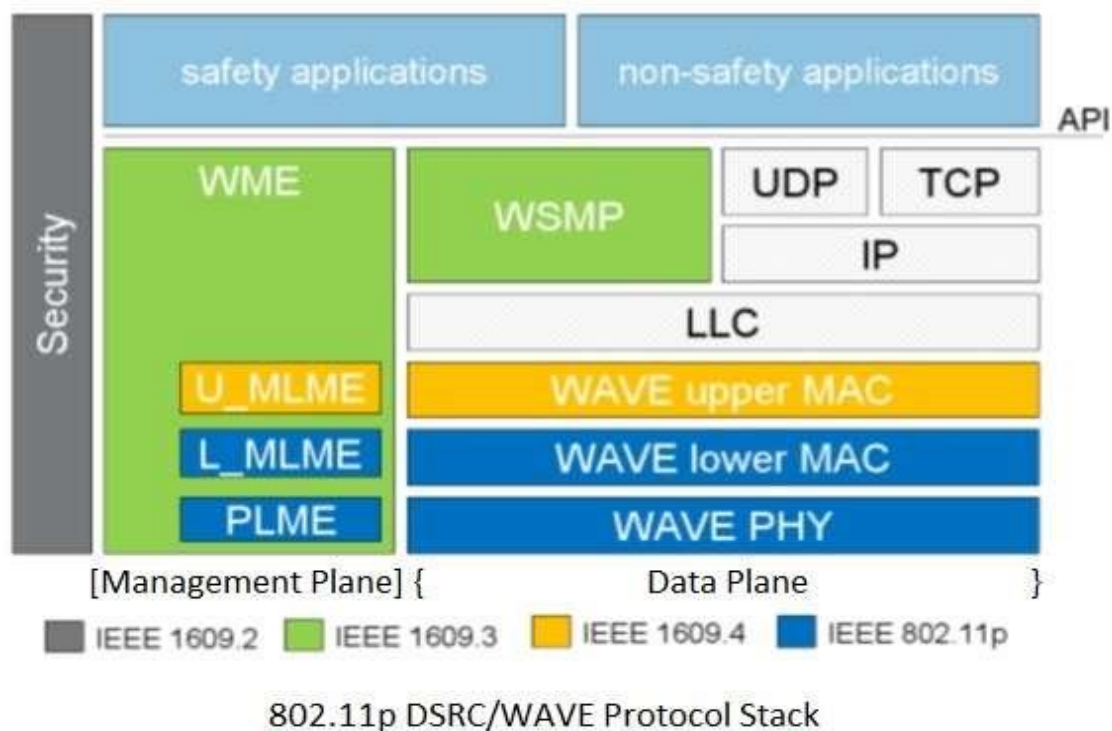 safety applications
non-safety applications
API
Security
WME
WSMP
UDP
TCP
IP
LLC
U_MLME
WAVE upper MAC
L_MLME
WAVE lower MAC
PLME
WAVE PHY
[Management Plane] { Data Plane }
IEEE 1609.2 IEEE 1609.3 IEEE 1609.4 IEEE 802.11p
802.11p DSRC/WAVE Protocol Stack